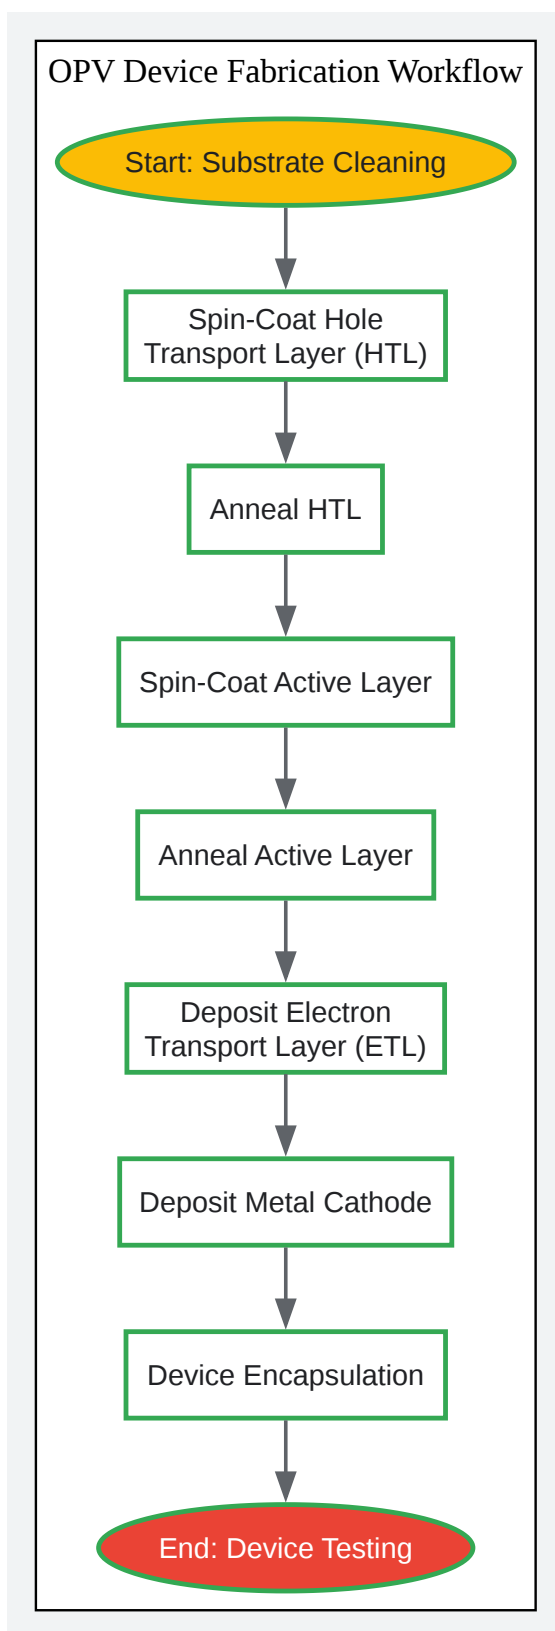 OPV Device Fabrication Workflow
Start: Substrate Cleaning
Spin-Coat Hole
Transport Layer (HTL)
Anneal HTL
Spin-Coat Active Layer
Anneal Active Layer
Deposit Electron
Transport Layer (ETL)
Deposit Metal Cathode
Device Encapsulation
End: Device Testing